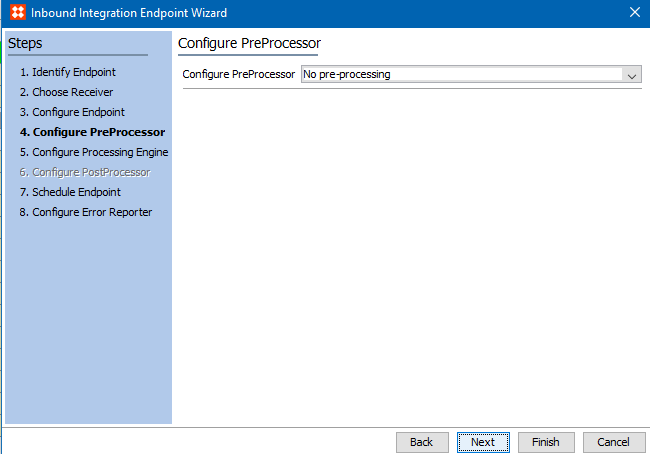 Inbound Integration Endpoint Wizard
Steps
1. Identify Endpoint
2. Choose Receiver
3. Configure Endpoint
4. Configure PreProcessor
5. Configure Processing Engine
6. Configure PostProcessor
7. Schedule Endpoint
8. Configure Error Reporter
Configure PreProcessor
Configure PreProcessor No pre-processing
Back Next Finish Cancel